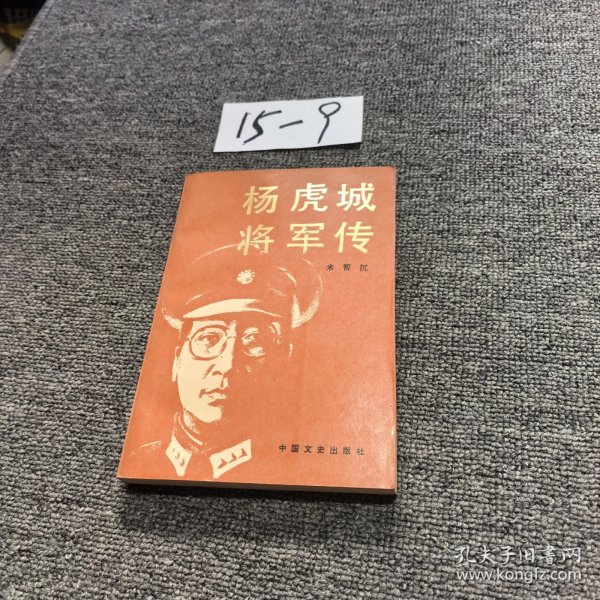 15-9
杨虎城
将军传
米暂沉
中国文史出版社
孔夫子旧书网
www.kongfz.com